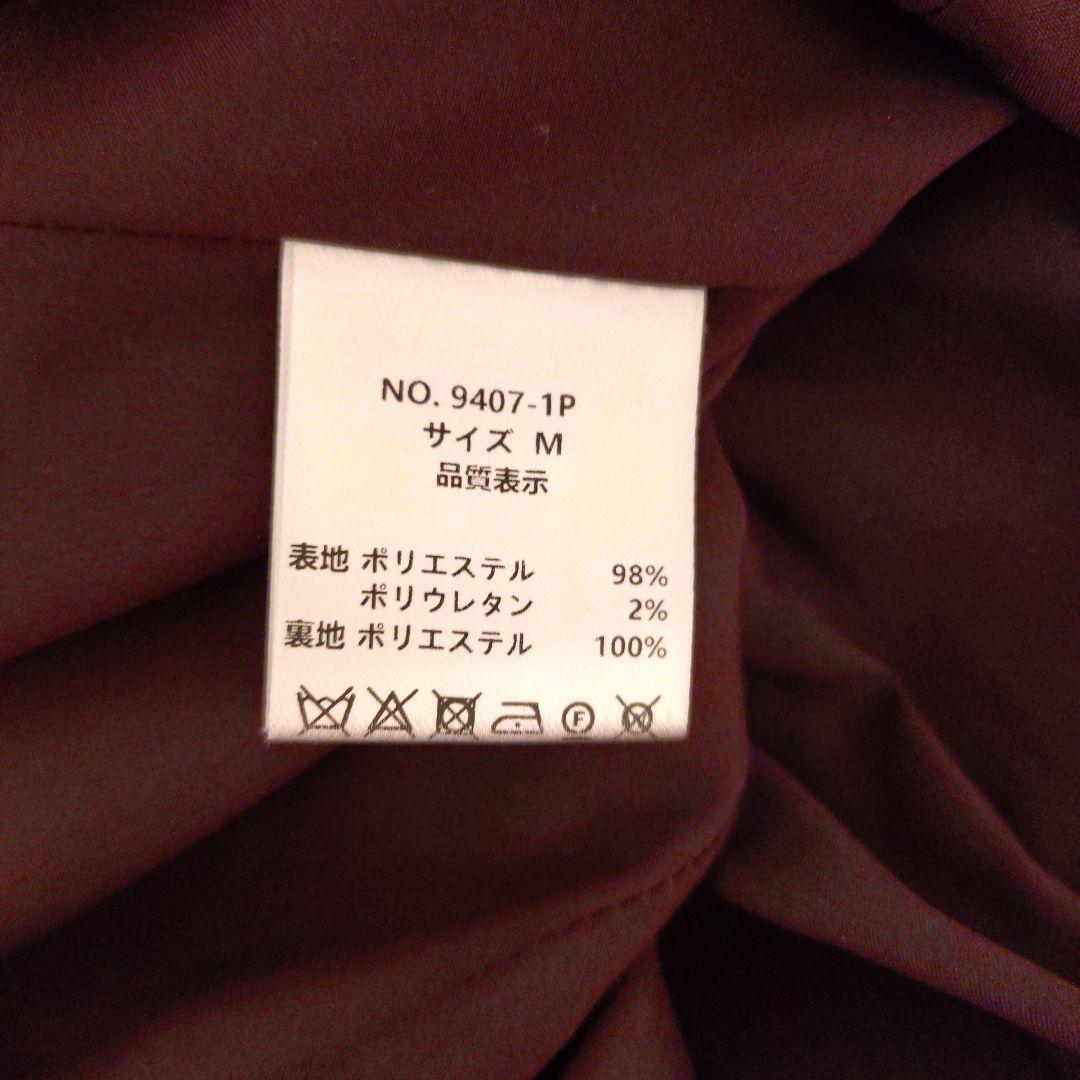 NO. 9407-1P
サイズ M
品質表示
表地 ポリエステル 98%
ポリウレタン 2%
裏地 ポリエステル 100%
F W